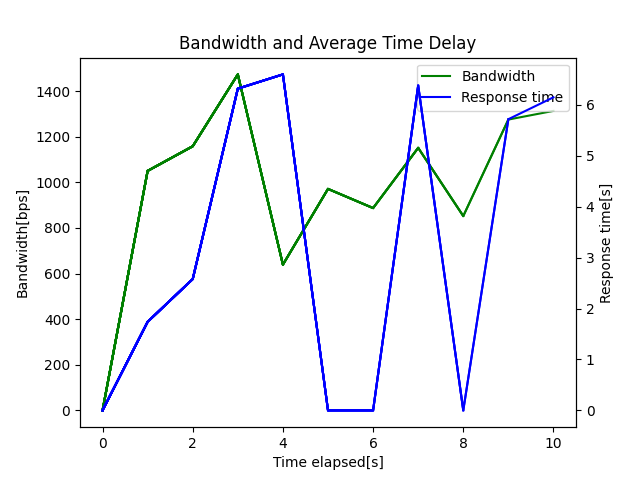 Bandwidth and Average Time Delay
Bandwidth
Response time
1400
1200
1000
800
600
400
200
0
Bandwidth[bps]
6
5
4
3
2
1
0
Response time[s]
0 2 4 6 8 10
Time elapsed[s]